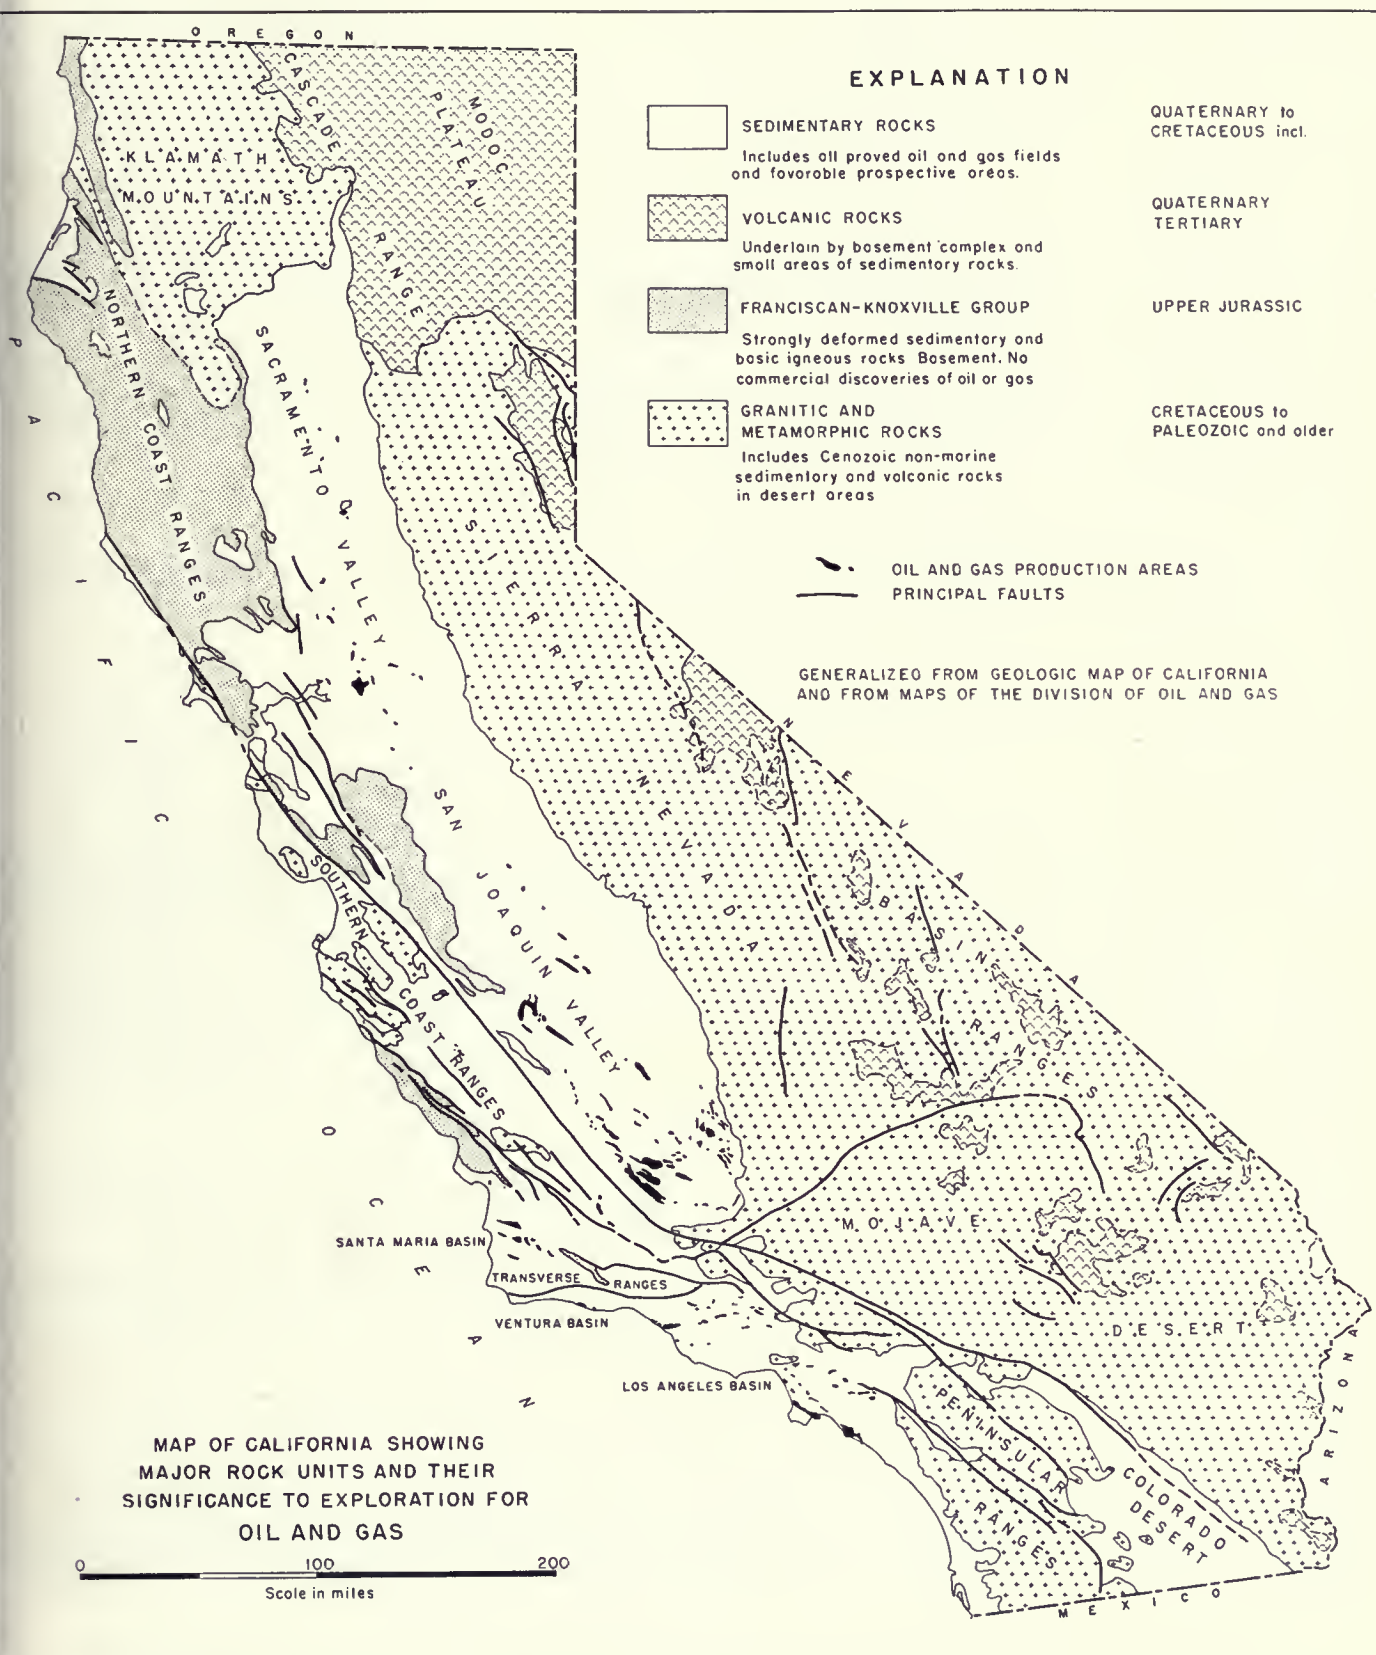 OREGON
CASCADE
RANGE
MODOC
PLATEAU
KLAMATH
MOUNTAINS
NORTHERN COAST RANGES
SACRAMENTO VALLEY
PACIFIC
OCEAN
SIERRA
NEVADA
NEVADA
SAN JOAQUIN VALLEY
SOUTHERN
COAST RANGES
BASIN
RANGES
MOJAVE
DESERT
SANTA MARIA BASIN
TRANSVERSE RANGES
VENTURA BASIN
LOS ANGELES BASIN
PENINSULAR
RANGES
COLORADO
DESERT
ARIZONA
MEXICO
EXPLANATION
SEDIMENTARY ROCKS
Includes all proved oil and gas fields
and favorable prospective areas.
QUATERNARY to
CRETACEOUS incl.
VOLCANIC ROCKS
Underlain by basement complex and
small areas of sedimentary rocks.
QUATERNARY
TERTIARY
FRANCISCAN-KNOXVILLE GROUP
Strongly deformed sedimentary and
basic igneous rocks Basement. No
commercial discoveries of oil or gas
UPPER JURASSIC
GRANITIC AND
METAMORPHIC ROCKS
Includes Cenozoic non-marine
sedimentary and volcanic rocks
in desert areas
CRETACEOUS to
PALEOZOIC and older
OIL AND GAS PRODUCTION AREAS
PRINCIPAL FAULTS
GENERALIZED FROM GEOLOGIC MAP OF CALIFORNIA
AND FROM MAPS OF THE DIVISION OF OIL AND GAS
MAP OF CALIFORNIA SHOWING
MAJOR ROCK UNITS AND THEIR
SIGNIFICANCE TO EXPLORATION FOR
OIL AND GAS
0 100 200
Scale in miles